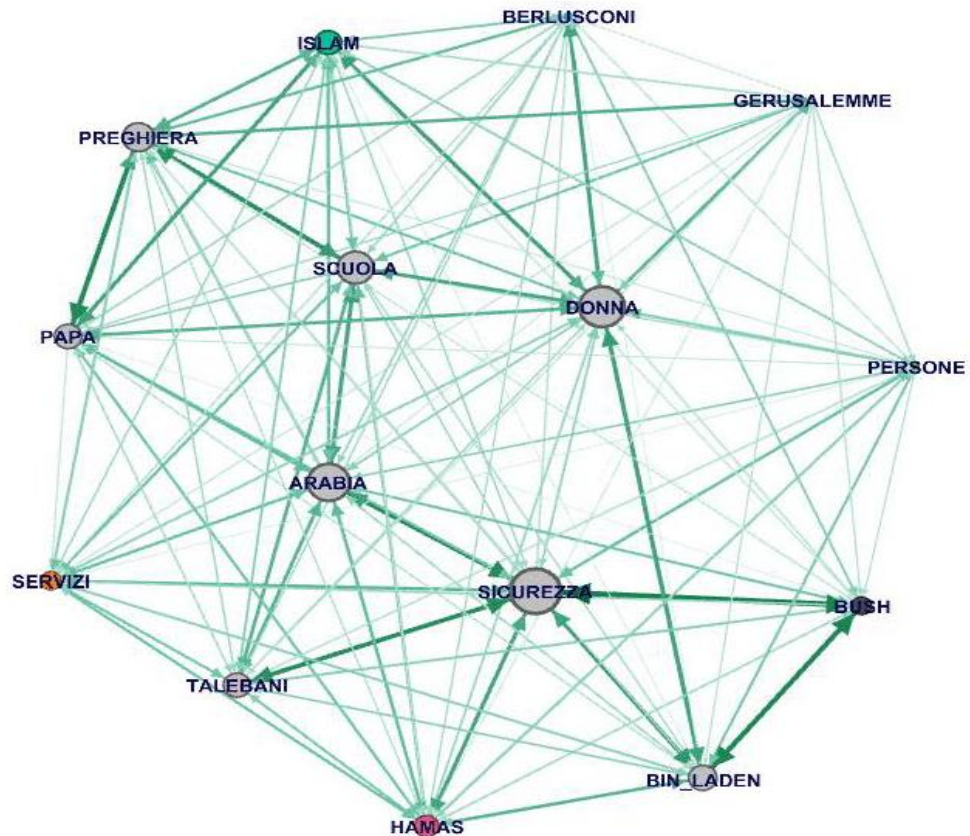 BERLUSCONI
ISLAM
GERUSALEMME
PREGHIERA
SCUOLA
DONNA
PAPA
PERSONE
ARABIA
SERVIZI
SICUREZZA
BUSH
TALEBANI
BIN_LADEN
HAMAS